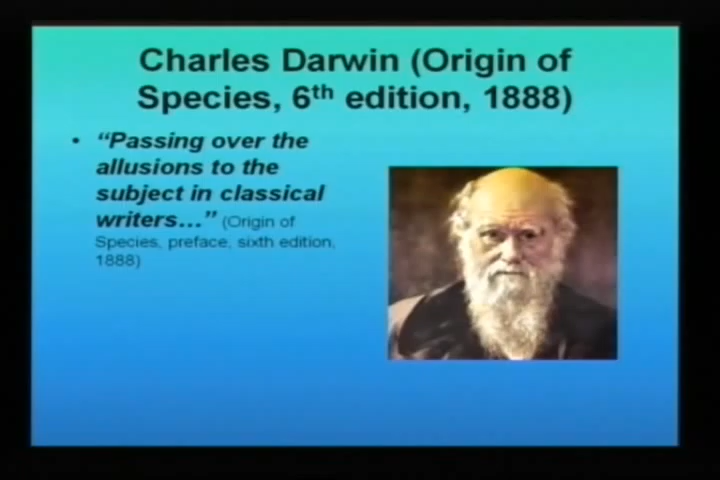 Charles Darwin (Origin of
Species, 6th edition, 1888)
• “Passing over the
allusions to the
subject in classical
writers…” (Origin of
Species, preface, sixth edition,
1888)